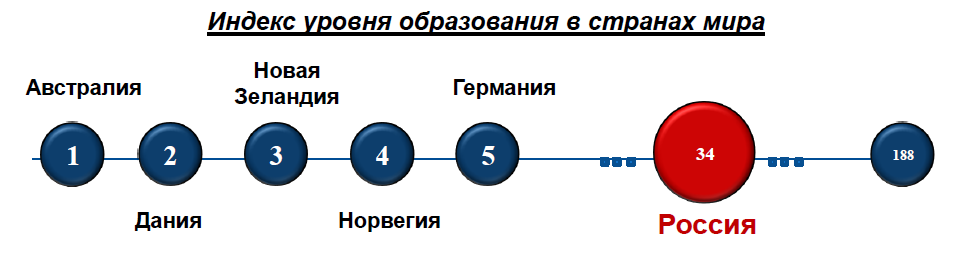 Индекс уровня образования в странах мира
Австралия
Новая
Зеландия
Германия
1
2
3
4
5
34
188
Дания
Норвегия
Россия